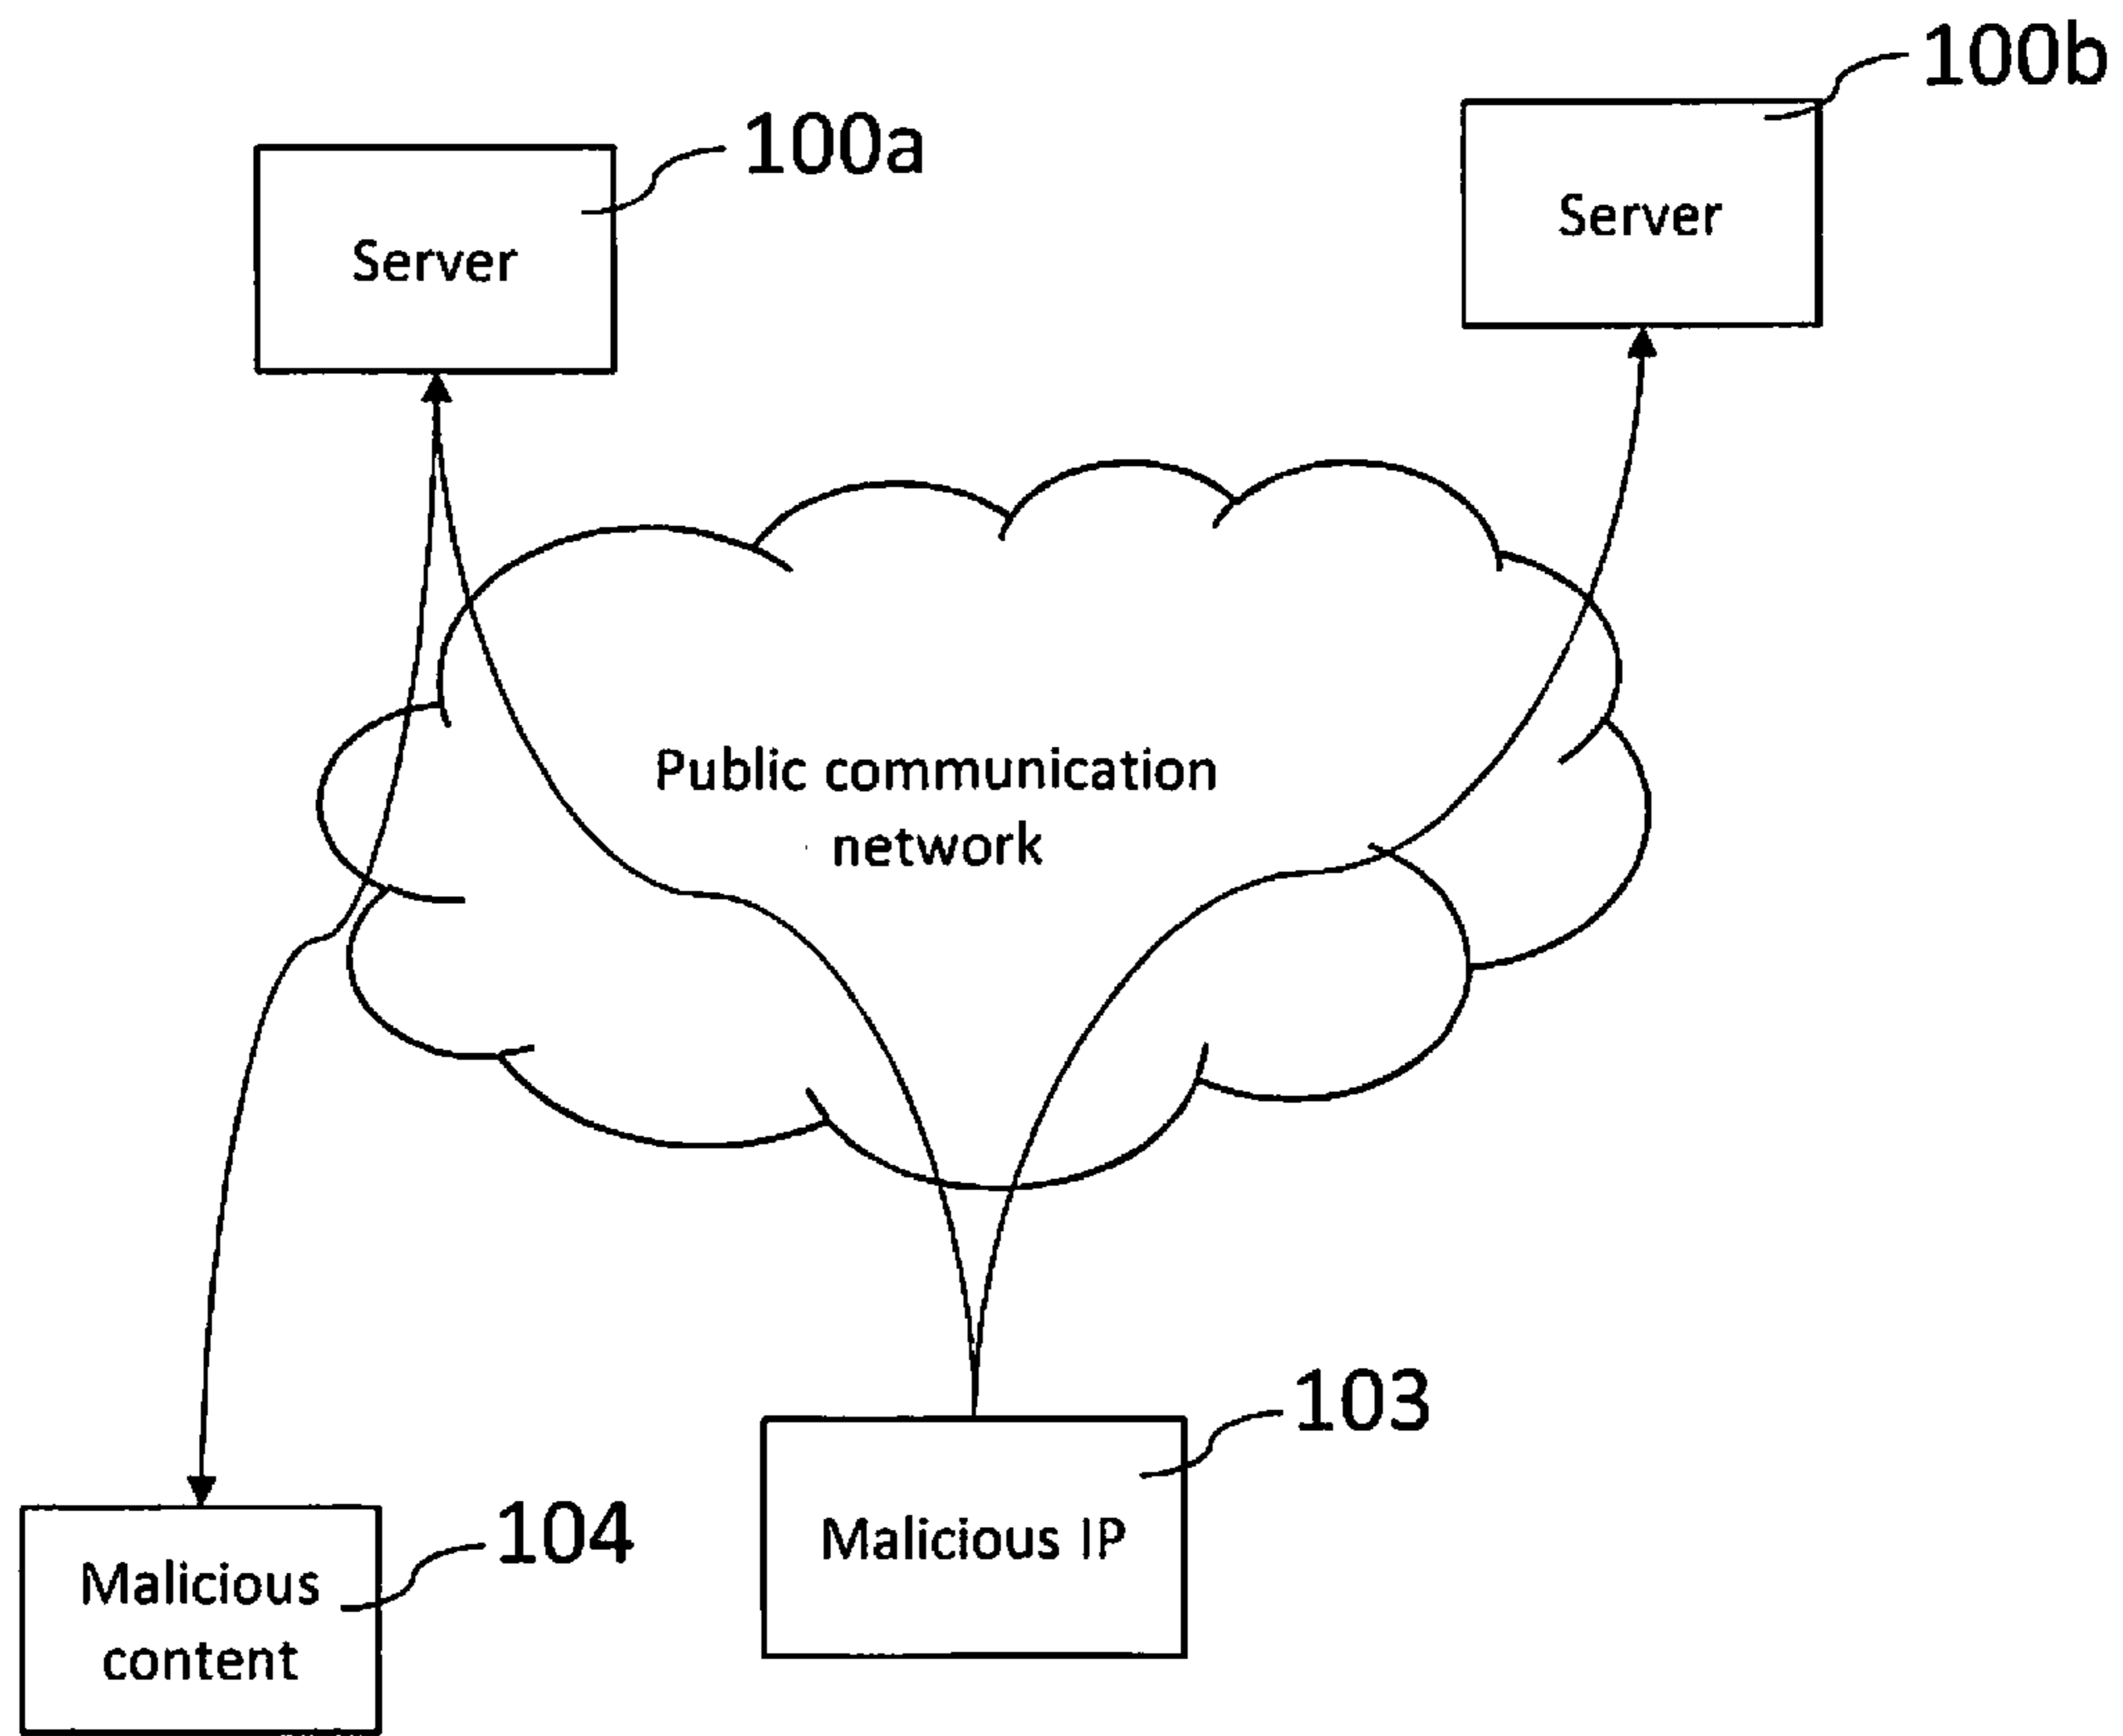 100b
100a
Server
Server
Public communication
network
103
Malicious IP
104
Malicious
content